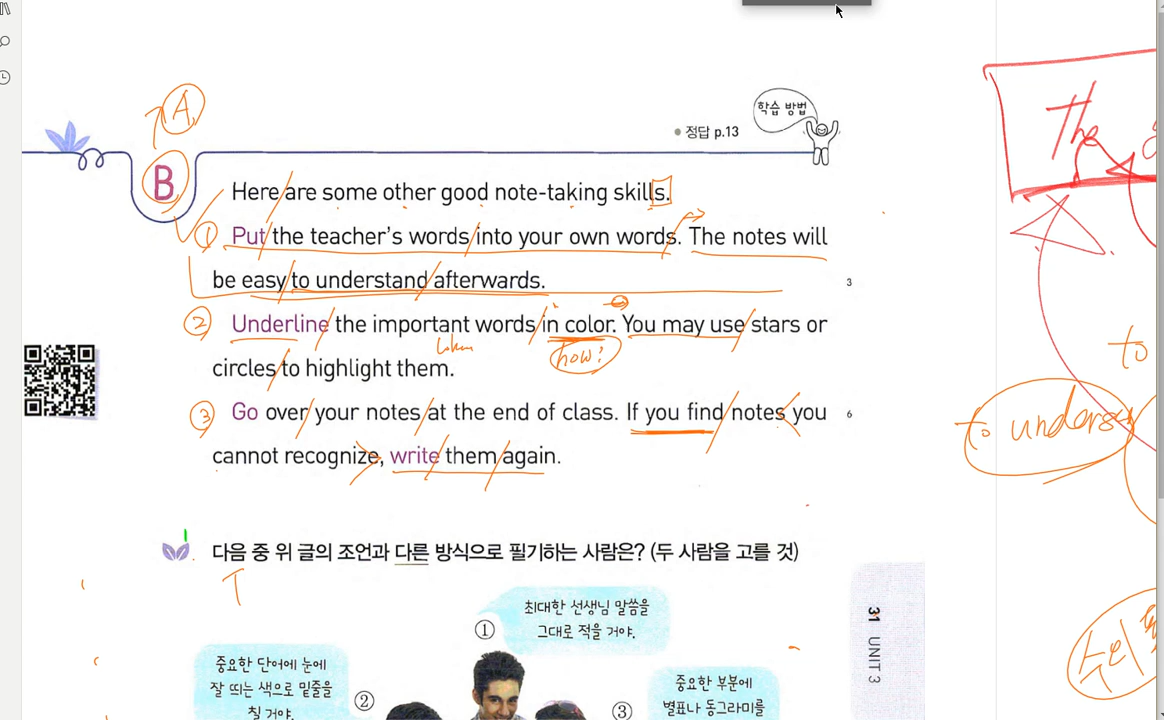 A
학습 방법
정답 p.13
The
B
Here are some other good note-taking skills.
① Put the teacher's words into your own words. The notes will
be easy to understand afterwards.
3
② Underline the important words in color. You may use stars or
how?
circles to highlight them.
to
③ Go over your notes at the end of class. If you find notes you
6
cannot recognize, write them again.
다음 중 위 글의 조언과 다른 방식으로 필기하는 사람은? (두 사람을 고를 것)
T
최대한 선생님 말씀을
그대로 적을 거야.
①
31 UNIT 3
중요한 단어에 눈에
잘 띄는 색으로 밑줄을
칠 거야.
②
중요한 부분에
별표나 동그라미를
③